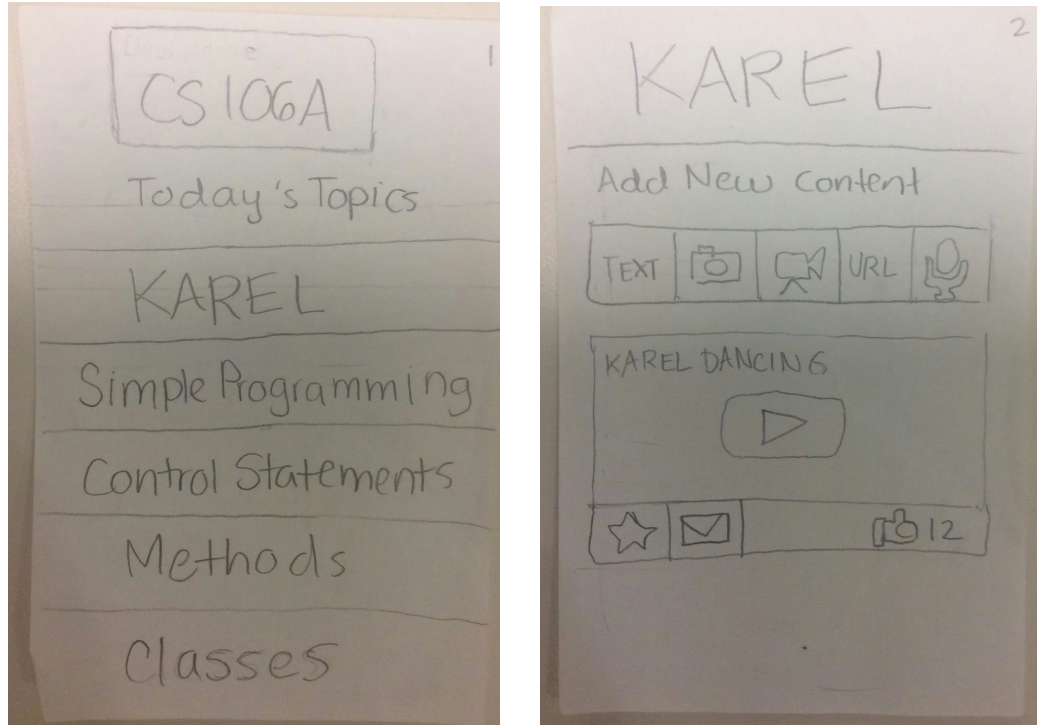 1
CS106A
Today's Topics
KAREL
Simple Programming
Control Statements
Methods
Classes
2
KAREL
Add New Content
TEXT URL
KAREL DANCING
12